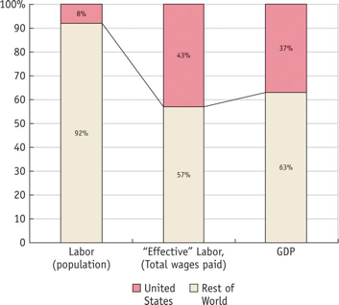 100%
90
80
70
60
50
40
30
20
10
0
8%
92%
43%
57%
37%
63%
Labor
(population)
"Effective" Labor,
(Total wages paid)
GDP
United
States
Rest of
World